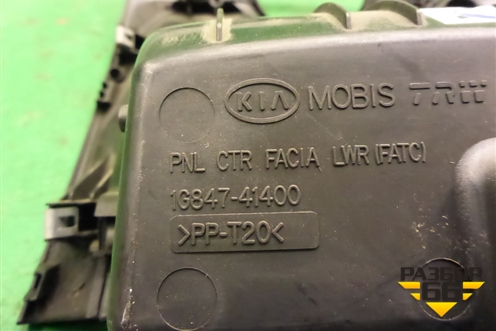 KIA MOBIS TRW
PNL CTR FACIA LWR (FATC)
1G847-41400
>PP-T20<
РАЗБОР
66